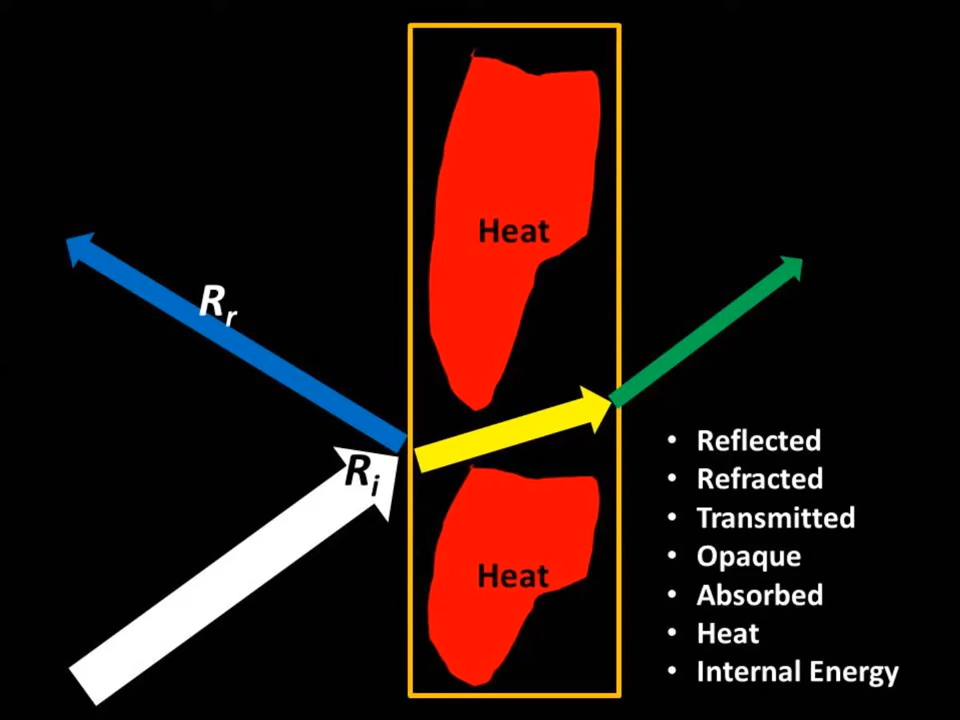 Heat
R_r
R_i
Heat
• Reflected
• Refracted
• Transmitted
• Opaque
• Absorbed
• Heat
• Internal Energy